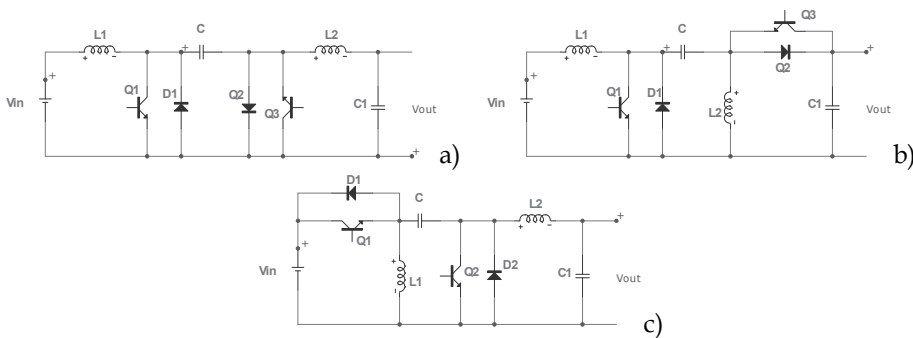 L1 + - Q1 D1 + C Q2 Q3 L2 + - C1 Vin + Vout + a)
L1 + - Q1 D1 + C L2 + - Q3 Q2 C1 Vin + Vout + b)
D1 Q1 C L1 + - Q2 D2 L2 + - C1 Vin + Vout + c)